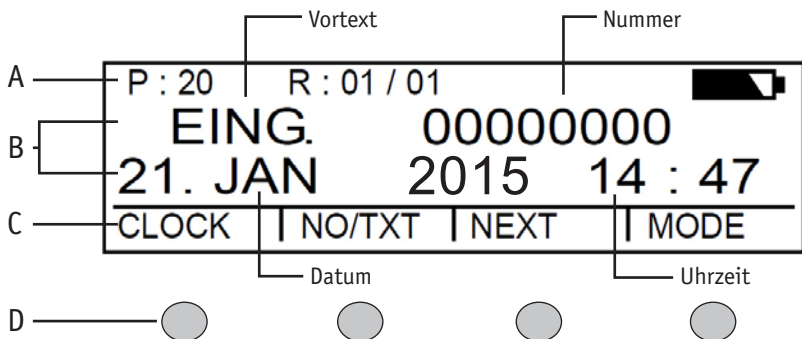 Vortext Nummer
A P : 20 R : 01 / 01
B EING. 00000000
21. JAN 2015 14 : 47
C CLOCK NO/TXT NEXT MODE
Datum Uhrzeit
D